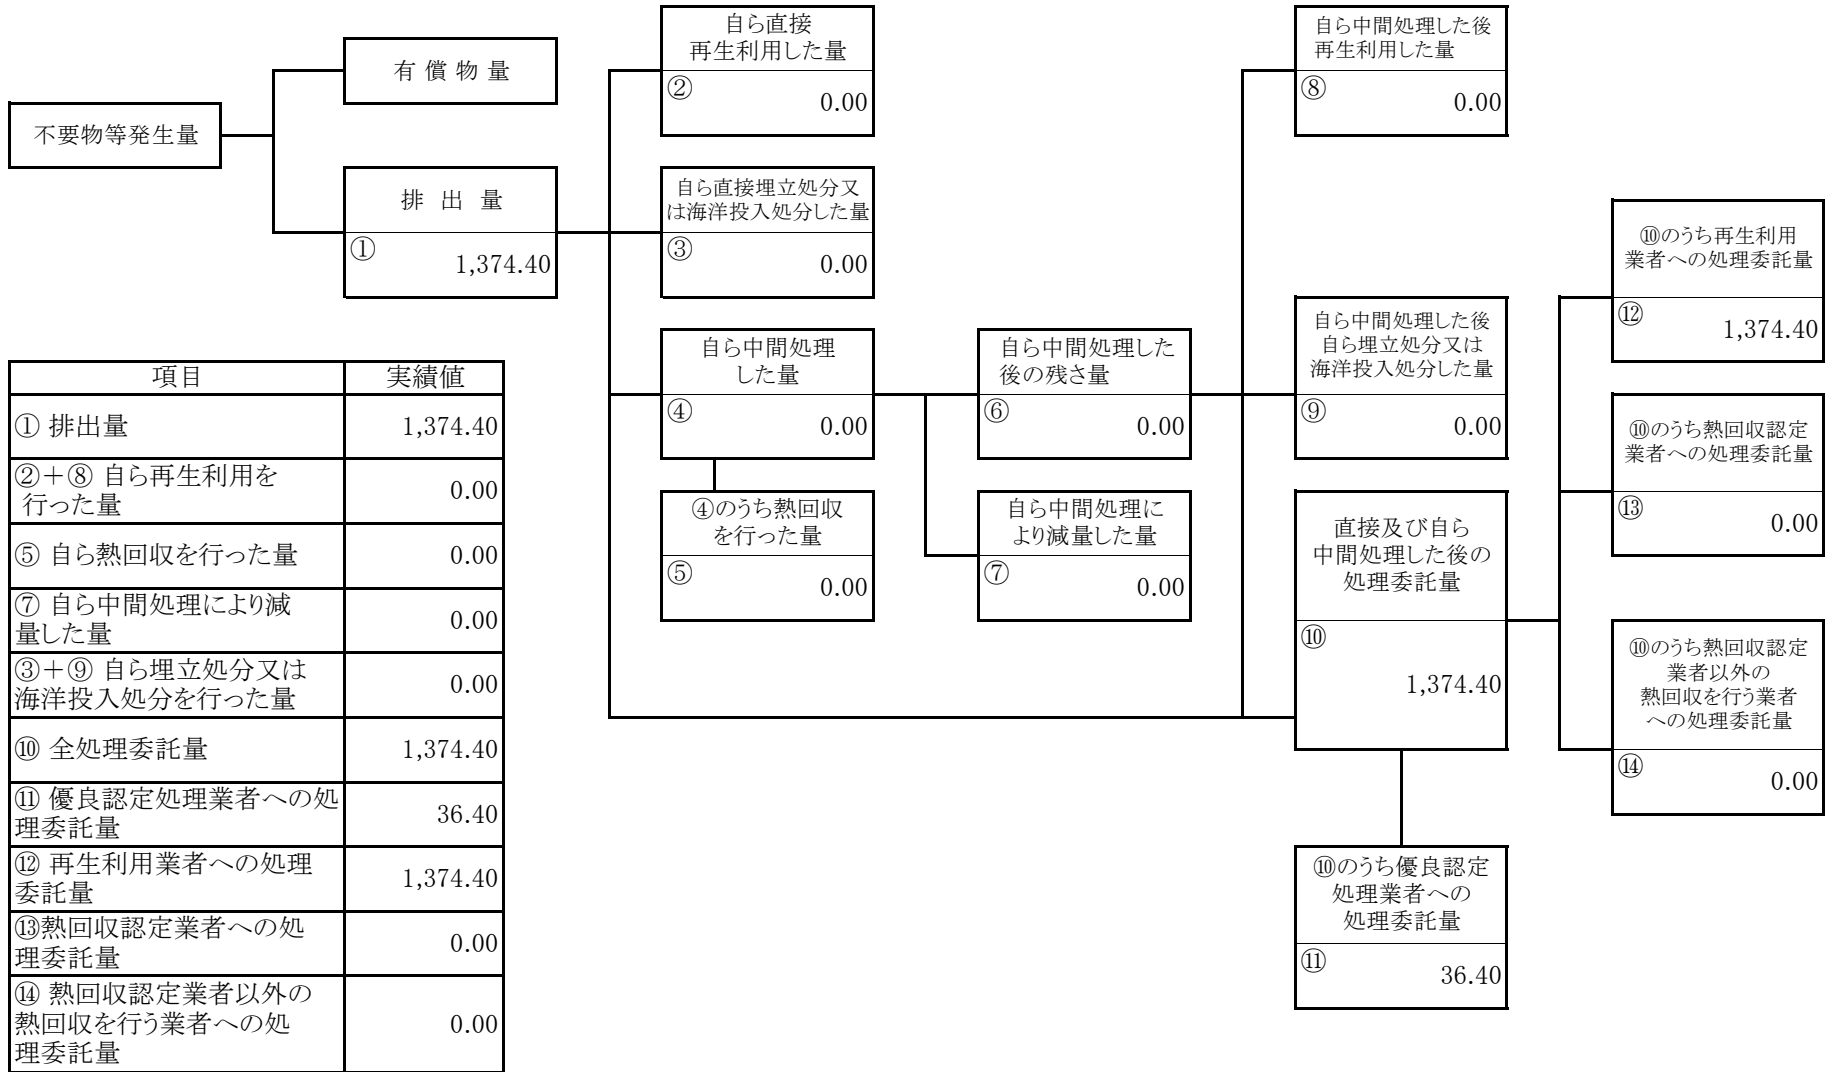 不要物等発生量
有 償 物 量
排 出 量
①
1,374.40
自ら直接
再生利用した量
②
0.00
自ら直接埋立処分又
は海洋投入処分した量
③
0.00
自ら中間処理
した量
④
0.00
④のうち熱回収
を行った量
⑤
0.00
自ら中間処理した
後の残さ量
⑥
0.00
自ら中間処理に
より減量した量
⑦
0.00
自ら中間処理した後
再生利用した量
⑧
0.00
自ら中間処理した後
自ら埋立処分又は
海洋投入処分した量
⑨
0.00
直接及び自ら
中間処理した後の
処理委託量
⑩
1,374.40
⑩のうち優良認定
処理業者への
処理委託量
⑪
36.40
⑩のうち再生利用
業者への処理委託量
⑫
1,374.40
⑩のうち熱回収認定
業者への処理委託量
⑬
0.00
⑩のうち熱回収認定
業者以外の
熱回収を行う業者
への処理委託量
⑭
0.00
項目 実績値
① 排出量 1,374.40
②＋⑧ 自ら再生利用を
行った量 0.00
⑤ 自ら熱回収を行った量 0.00
⑦ 自ら中間処理により減
量した量 0.00
③＋⑨ 自ら埋立処分又は
海洋投入処分を行った量 0.00
⑩ 全処理委託量 1,374.40
⑪ 優良認定処理業者への処
理委託量 36.40
⑫ 再生利用業者への処理
委託量 1,374.40
⑬熱回収認定業者への処
理委託量 0.00
⑭ 熱回収認定業者以外の
熱回収を行う業者への処
理委託量 0.00